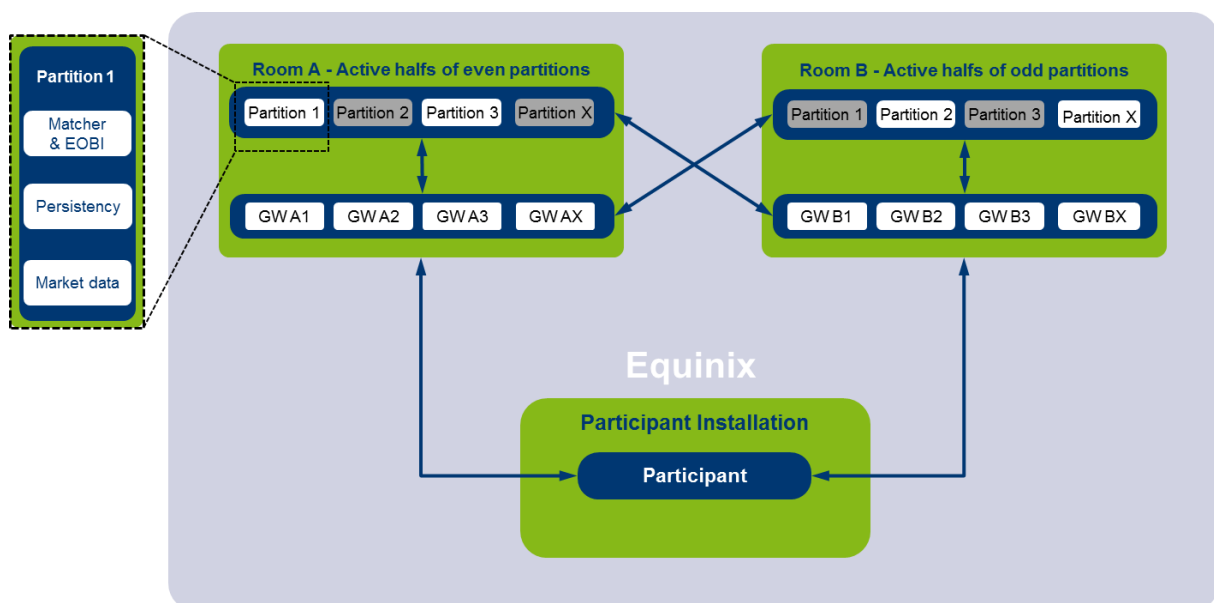 Partition 1
Matcher
& EOBI
Persistency
Market data
Room A - Active halfs of even partitions
Partition 1 Partition 2 Partition 3 Partition X
GW A1 GW A2 GW A3 GW AX
Room B - Active halfs of odd partitions
Partition 1 Partition 2 Partition 3 Partition X
GW B1 GW B2 GW B3 GW BX
Equinix
Participant Installation
Participant